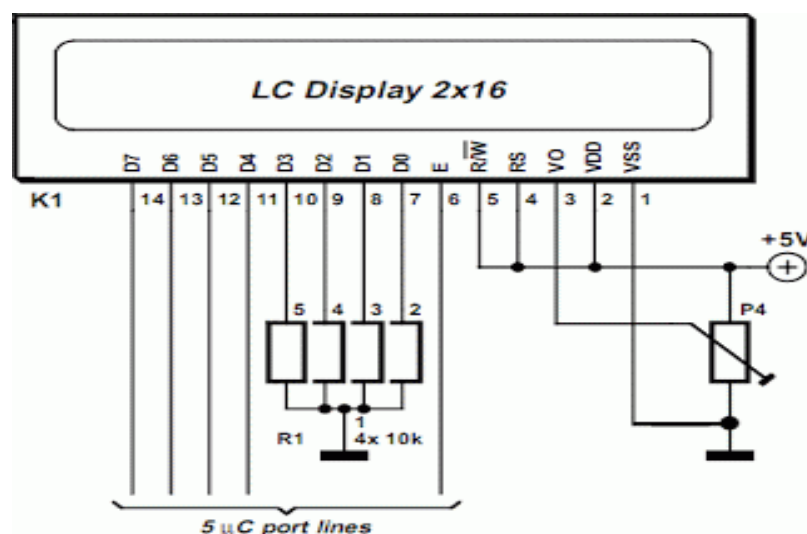 LC Display 2x16
D7 D6 D5 D4 D3 D2 D1 D0 E R/W RS VO VDD VSS
K1 14 13 12 11 10 9 8 7 6 5 4 3 2 1
+5V
5 4 3 2 P4
1
R1 4x 10k
5 µC port lines